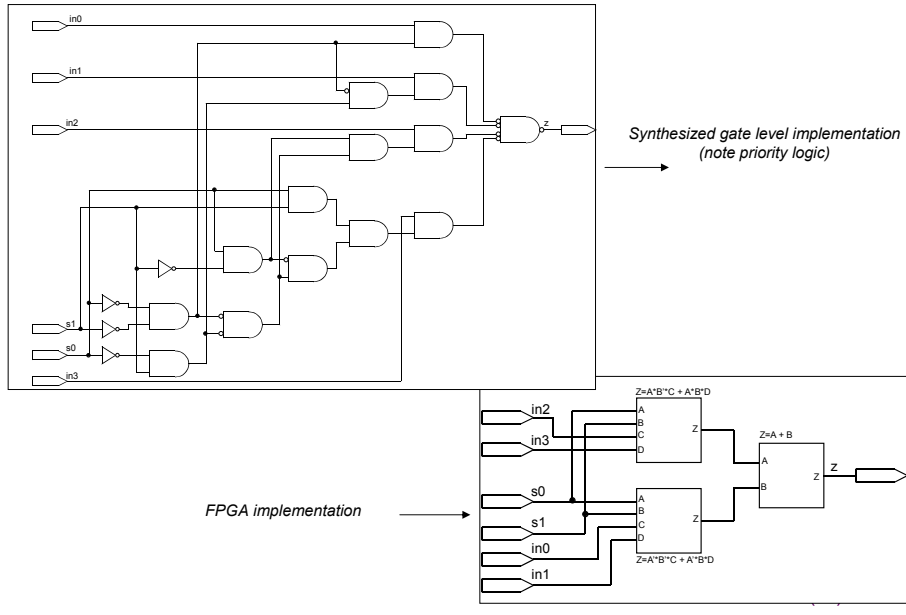 in0
in1
in2
z
Synthesized gate level implementation
(note priority logic)
s1
s0
in3
Z=A*B'*C + A*B*D
in2
in3
A
B
C
D
Z
Z=A + B
A
B
Z
z
FPGA implementation
s0
s1
in0
in1
A
B
C
D
Z
Z=A'*B'*C + A'*B*D